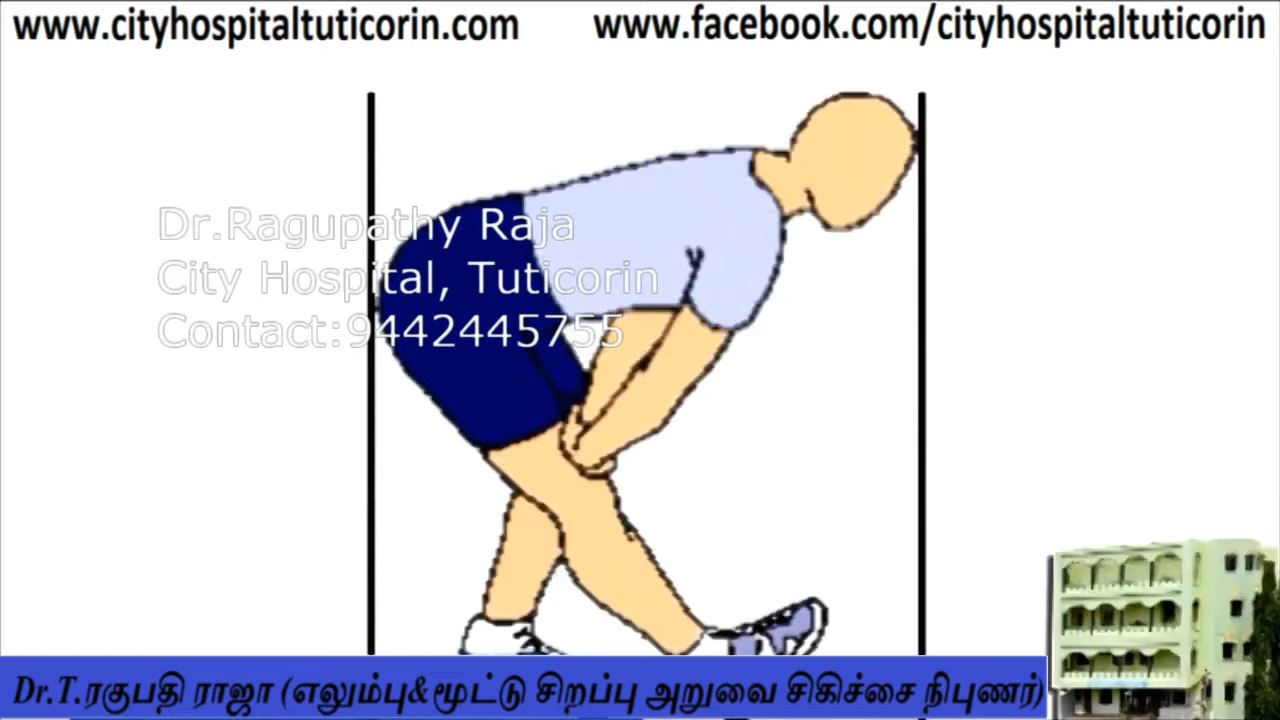 www.cityhospitaltuticorin.com
www.facebook.com/cityhospitaltuticorin
Dr.Ragupathy Raja
City Hospital, Tuticorin
Contact:9442445755
Dr.T.ரகுபதி ராஜா (எலும்பு&மூட்டு சிறப்பு அறுவை சிகிச்சை நிபுணர்)